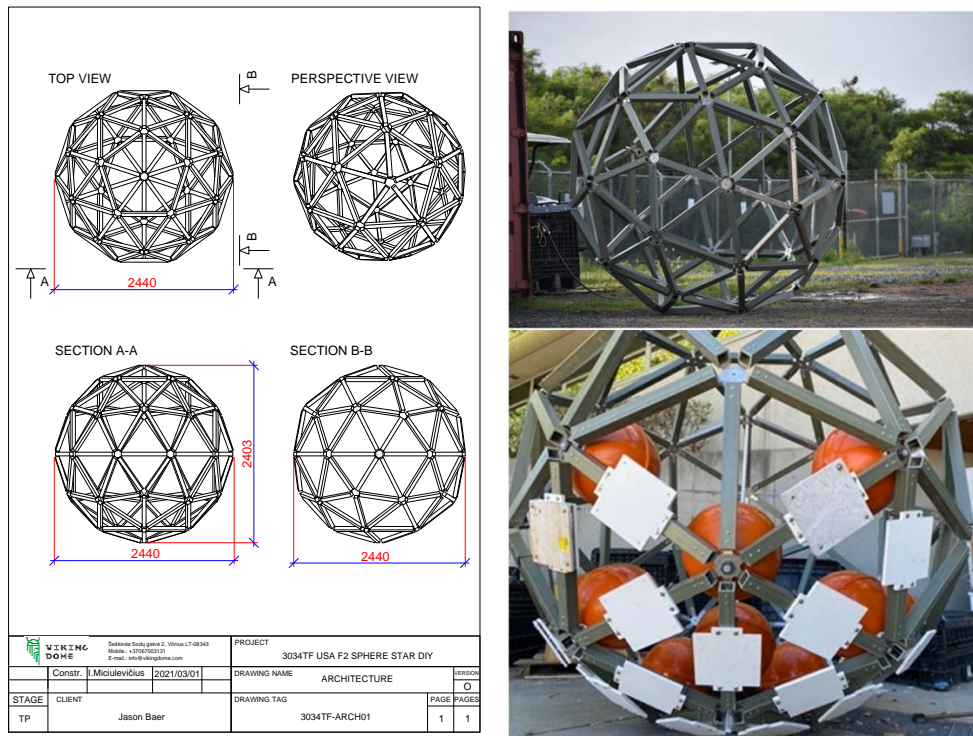 TOP VIEW
B
PERSPECTIVE VIEW
B
A
A
2440
SECTION A-A
SECTION B-B
2403
2440
2440
VIKING
DOME
Šeškinės Sodų gatvė 2, Vilnius LT-08343
Mobile.: +37067003131
E-mail.: info@vikingdome.com
PROJECT
3034TF USA F2 SPHERE STAR DIY
Constr.
I.Miciulevičius
2021/03/01
DRAWING NAME
ARCHITECTURE
VERSION
O
STAGE
CLIENT
DRAWING TAG
PAGE
PAGES
TP
Jason Baer
3034TF-ARCH01
1
1